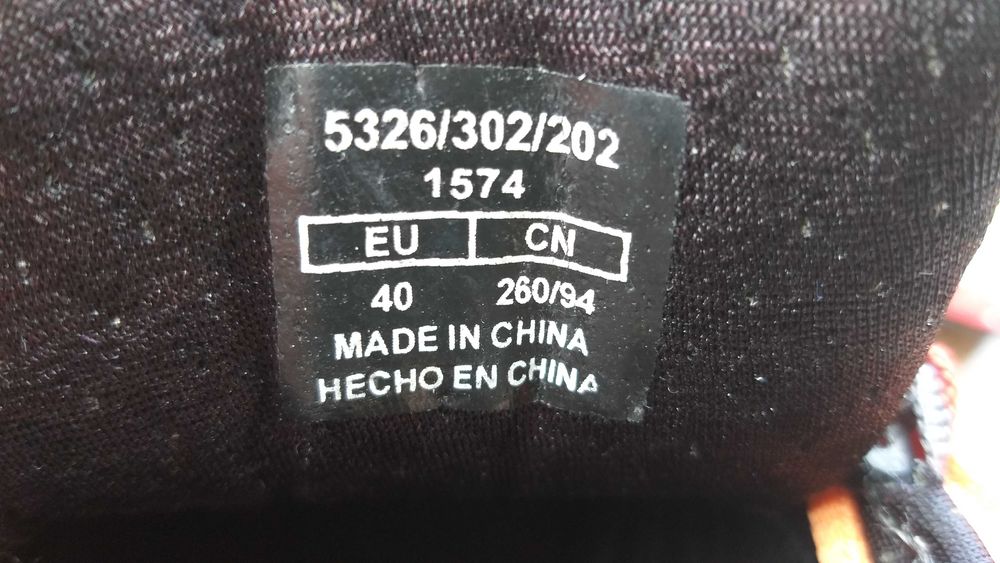 5326/302/202
1574
EU CN
40 260/94
MADE IN CHINA
HECHO EN CHINA